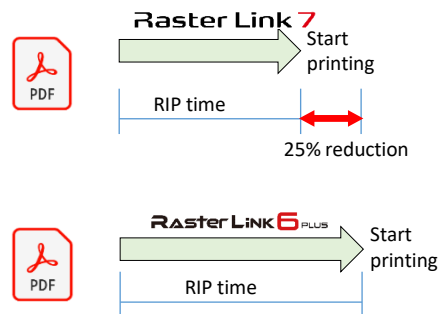 Raster Link 7
Start
printing
PDF
RIP time
25% reduction
RASTER LINK 6 PLUS
Start
printing
PDF
RIP time